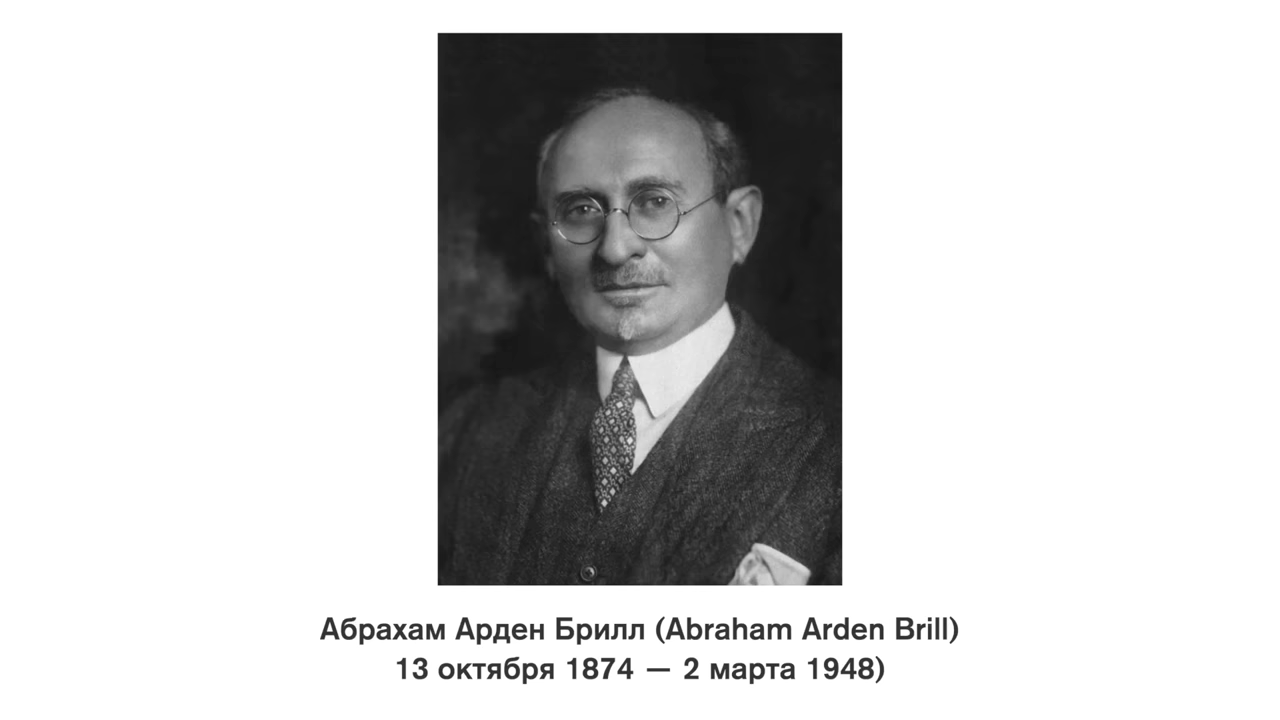 Абрахам Арден Брилл (Abraham Arden Brill)
13 октября 1874 — 2 марта 1948)